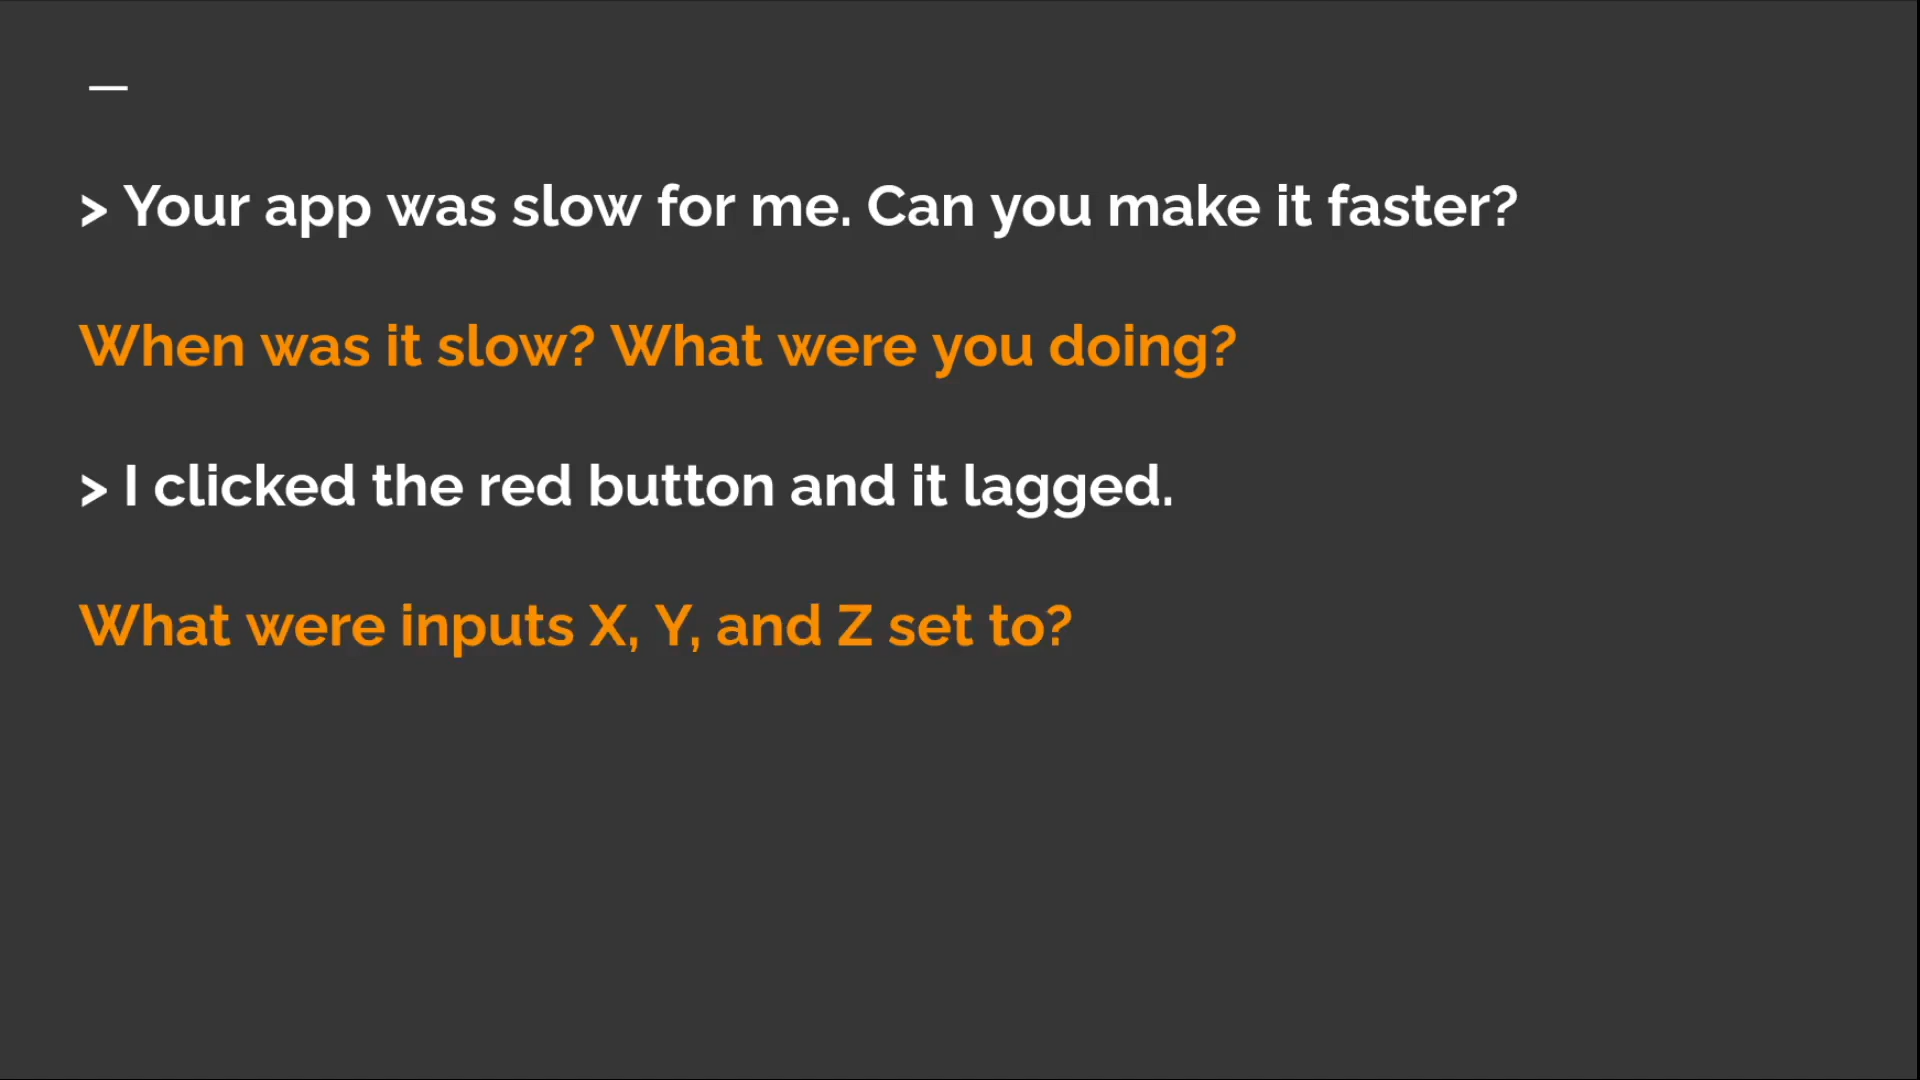 > Your app was slow for me. Can you make it faster?
When was it slow? What were you doing?
> I clicked the red button and it lagged.
What were inputs X, Y, and Z set to?